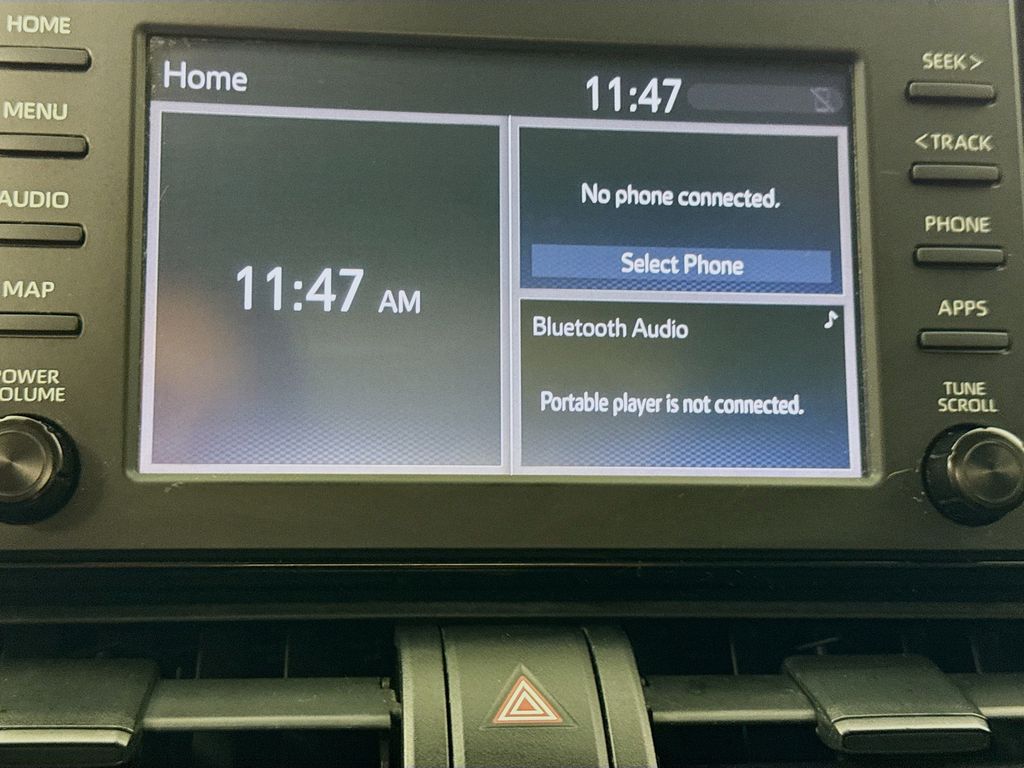 HOME
MENU
AUDIO
MAP
POWER
VOLUME
Home
11:47
11:47 AM
No phone connected.
Select Phone
Bluetooth Audio
Portable player is not connected.
SEEK>
<TRACK
PHONE
APPS
TUNE
SCROLL